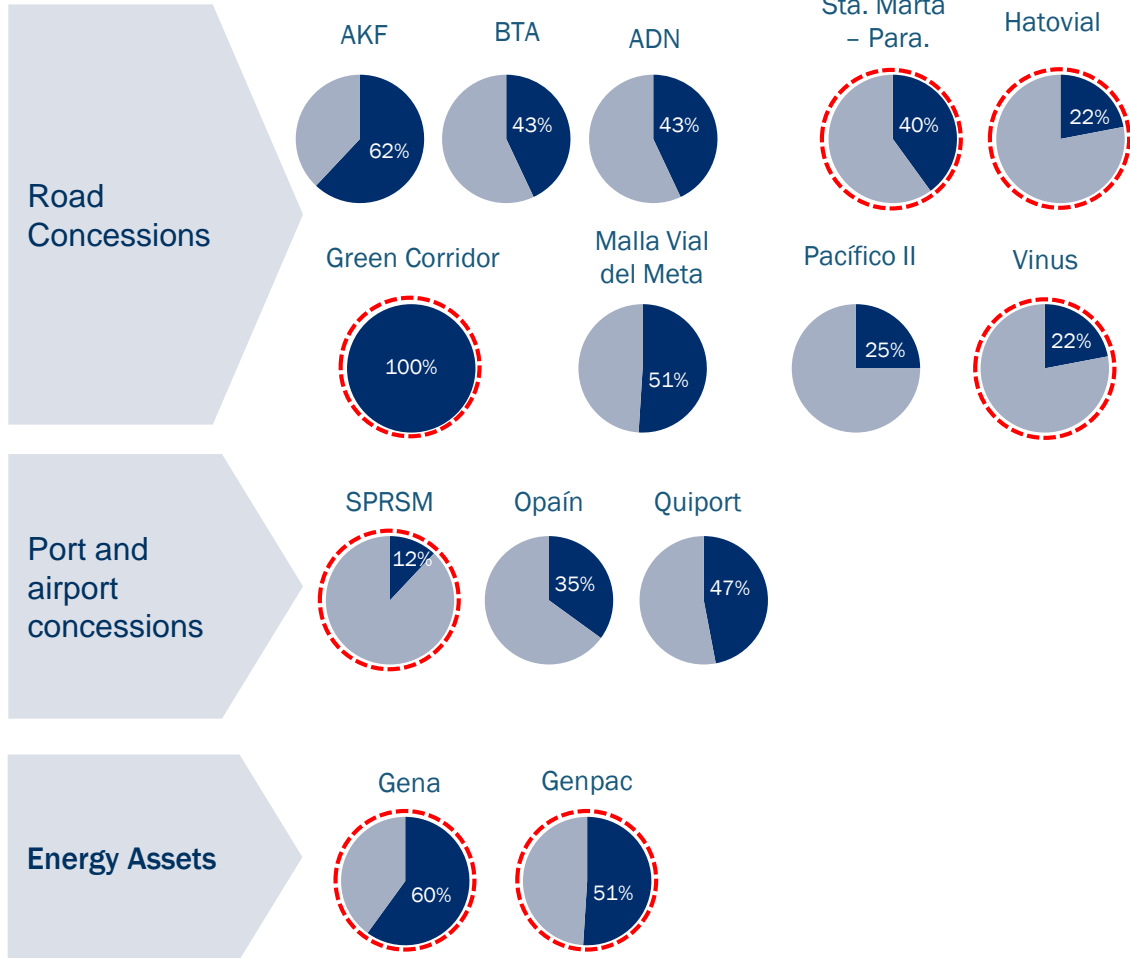 Road
Concessions
AKF
BTA
ADN
Sta. Marta
– Para.
Hatovial
62%
43%
43%
40%
22%
Green Corridor
Malla Vial
del Meta
Pacífico II
Vinus
100%
51%
25%
22%
Port and
airport
concessions
SPRSM
Opaín
Quiport
12%
35%
47%
Energy Assets
Gena
Genpac
60%
51%